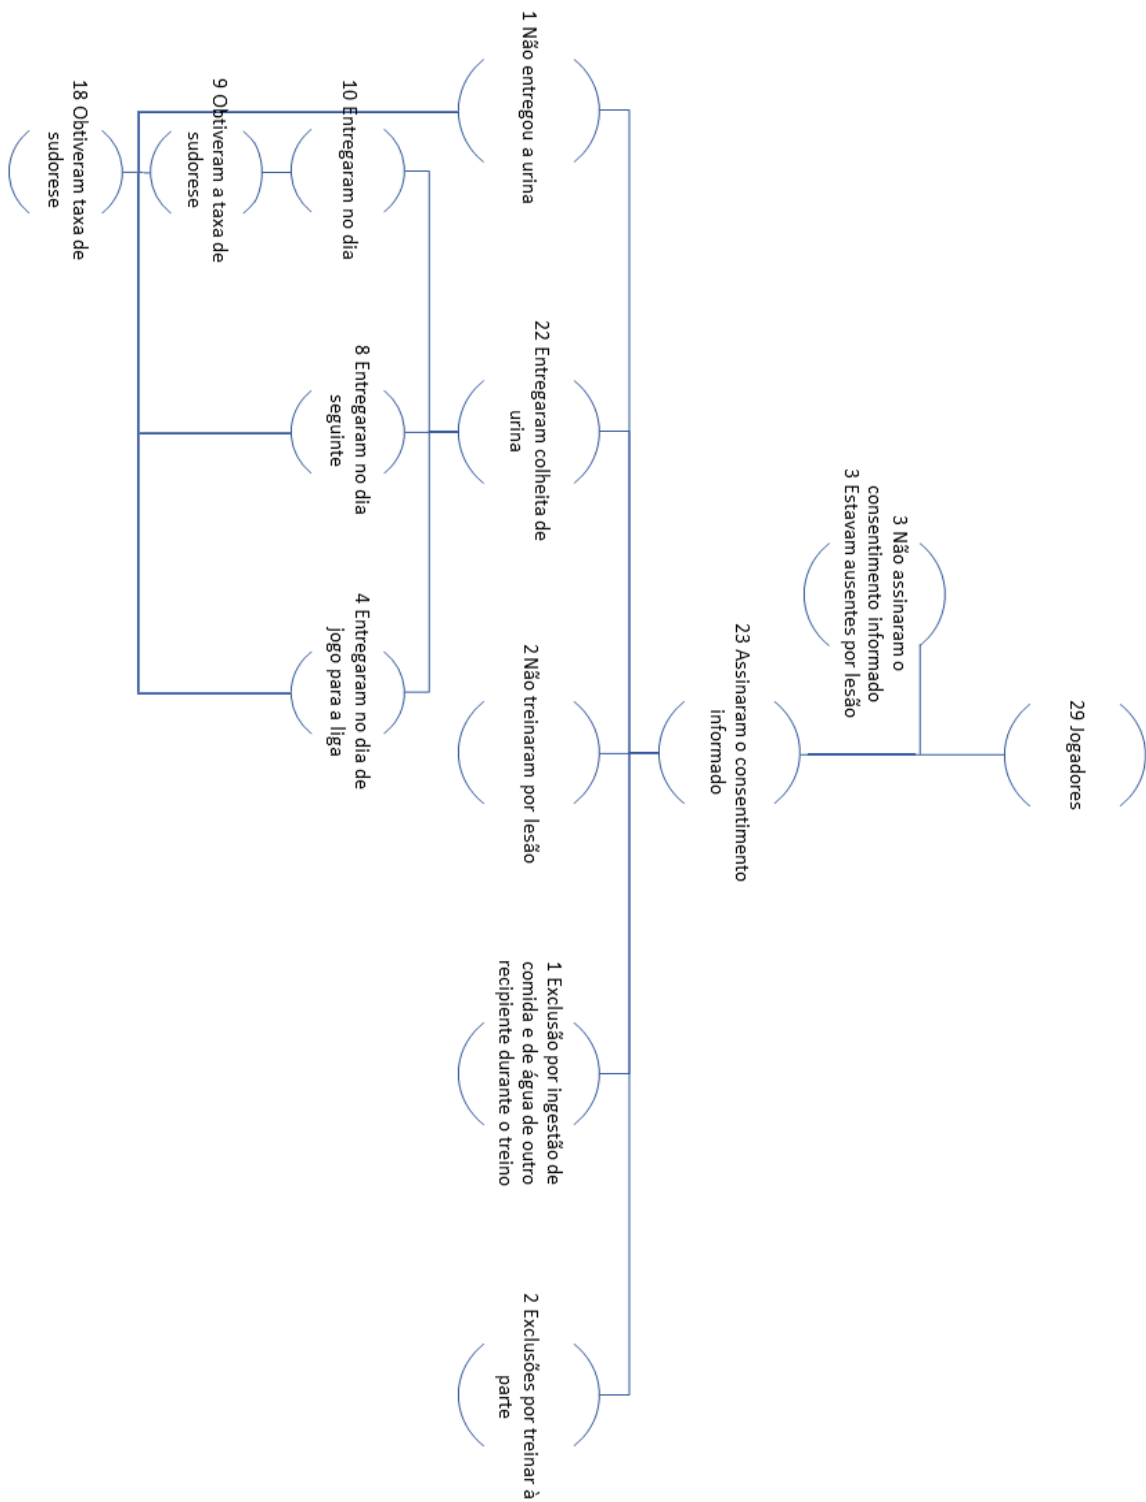 29 Jogadores
3 Não assinaram o
consentimento informado
3 Estavam ausentes por lesão
23 Assinaram o consentimento
informado
1 Não entregou a urina
22 Entregaram colheita de
urina
2 Não treinaram por lesão
1 Exclusão por ingestão de
comida e de água de outro
recipiente durante o treino
2 Exclusões por treinar à
parte
10 Entregaram no dia
8 Entregaram no dia
seguinte
4 Entregaram no dia de
jogo para a liga
9 Obtiveram a taxa de
sudorese
18 Obtiveram taxa de
sudorese